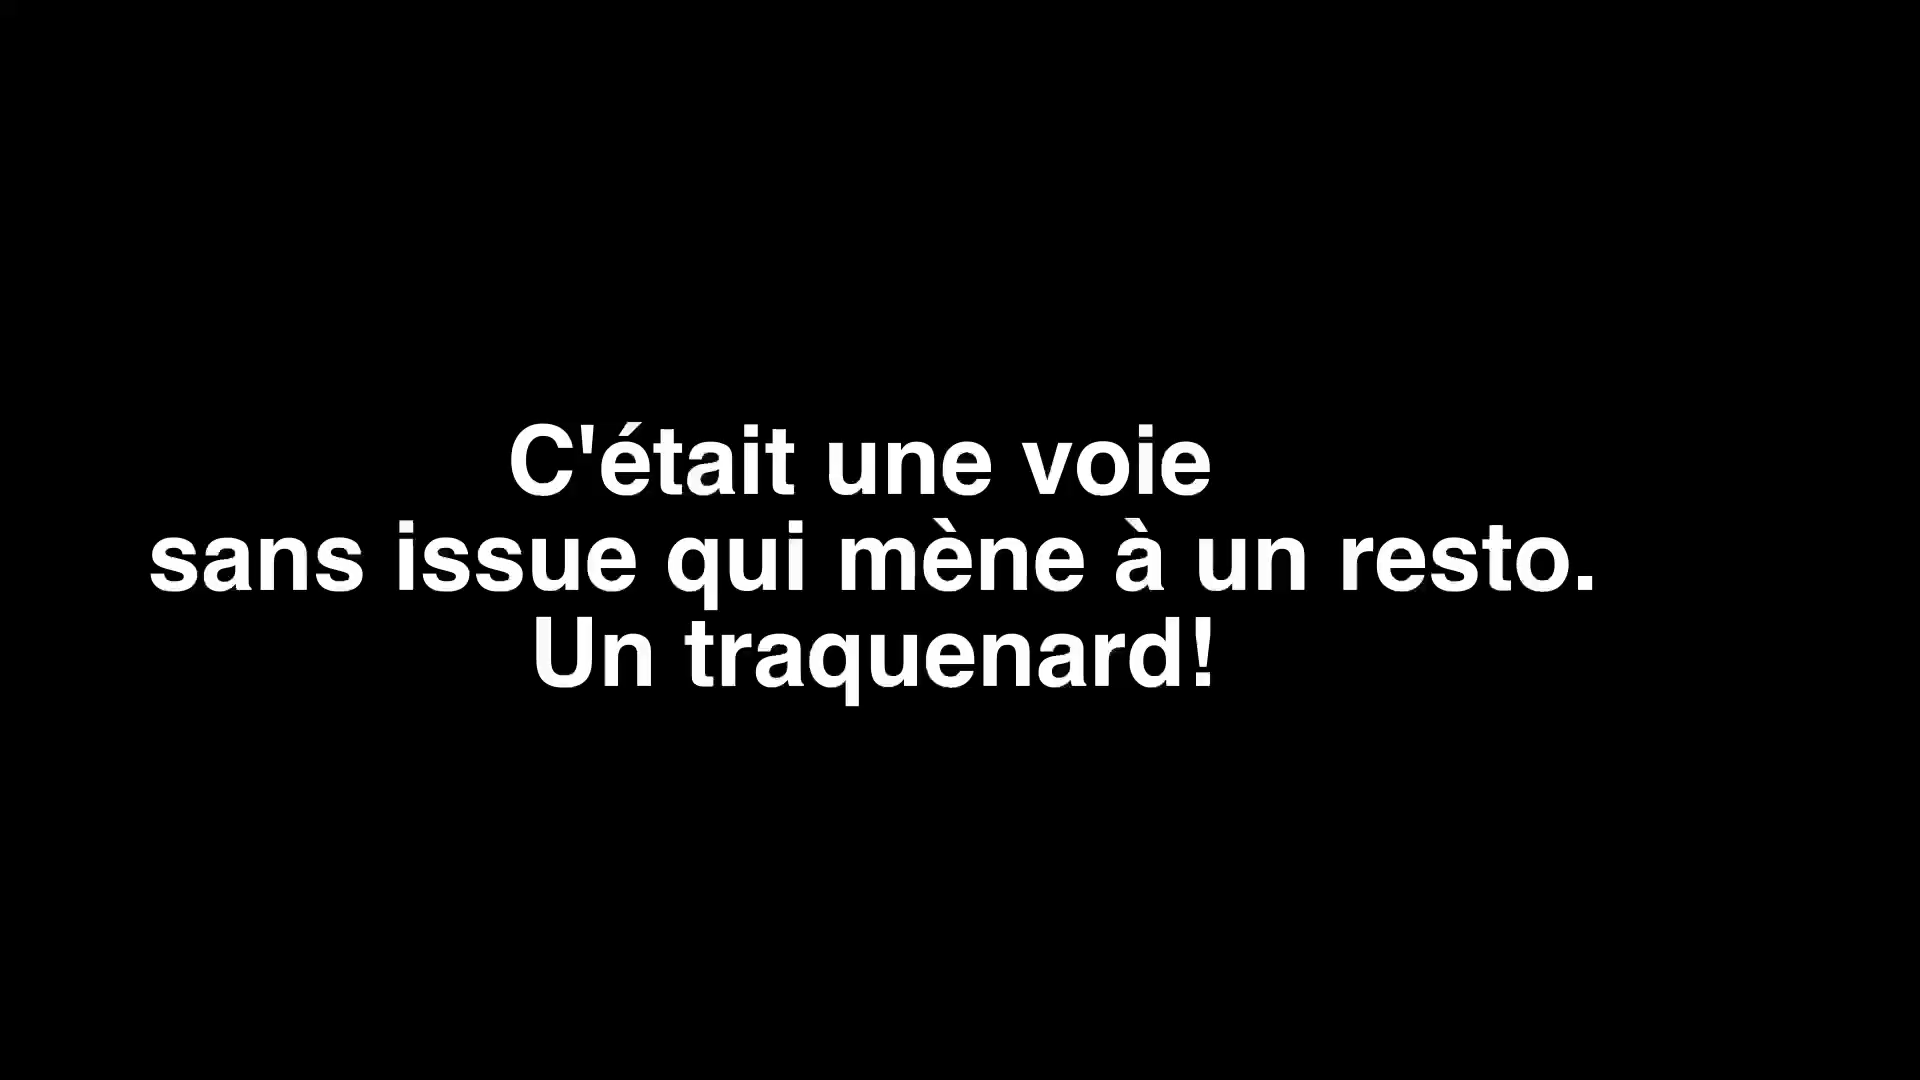 C'était une voie
sans issue qui mène à un resto.
Un traquenard!